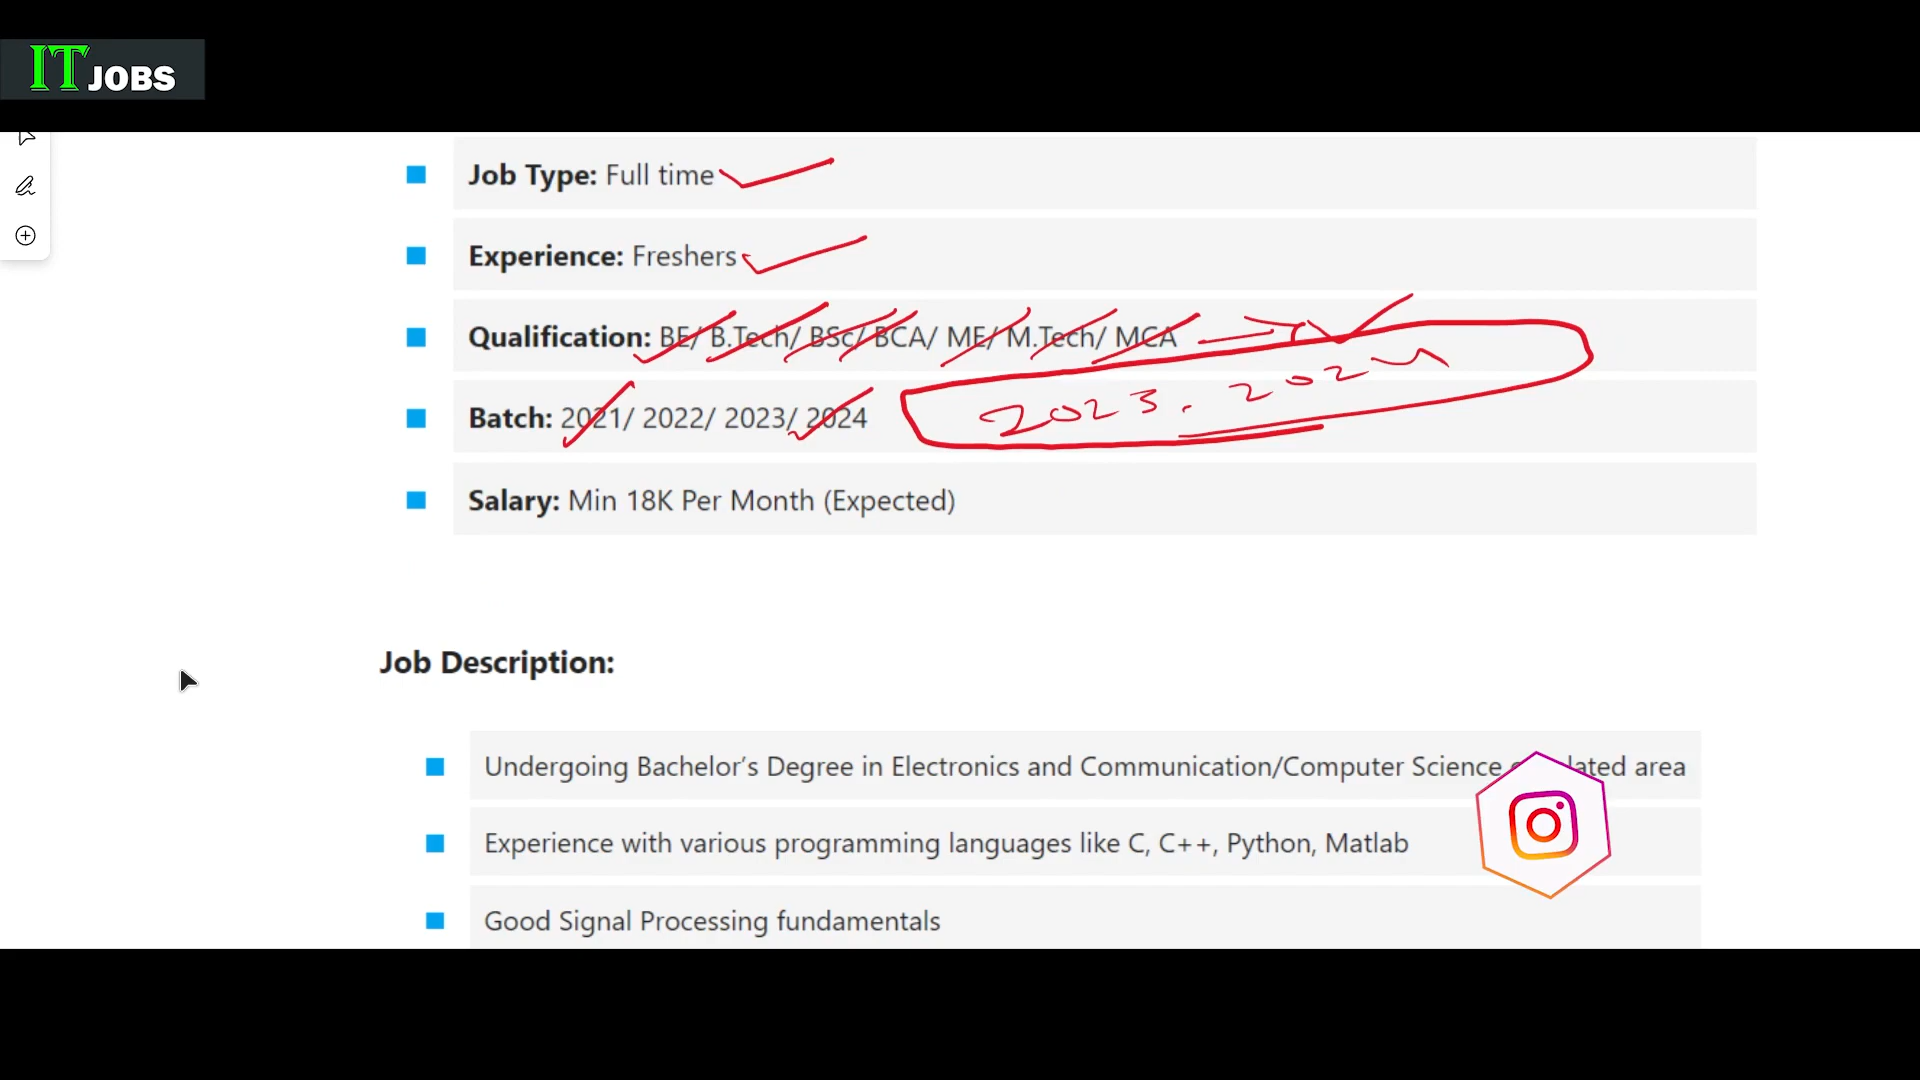 IT JOBS
Job Type: Full time
Experience: Freshers
Qualification: BE/ B.Tech/ BSc/ BCA/ ME/ M.Tech/ MCA
Batch: 2021/ 2022/ 2023/ 2024
2023. 2024
Salary: Min 18K Per Month (Expected)
Job Description:
Undergoing Bachelor’s Degree in Electronics and Communication/Computer Science area
Experience with various programming languages like C, C++, Python, Matlab
Good Signal Processing fundamentals